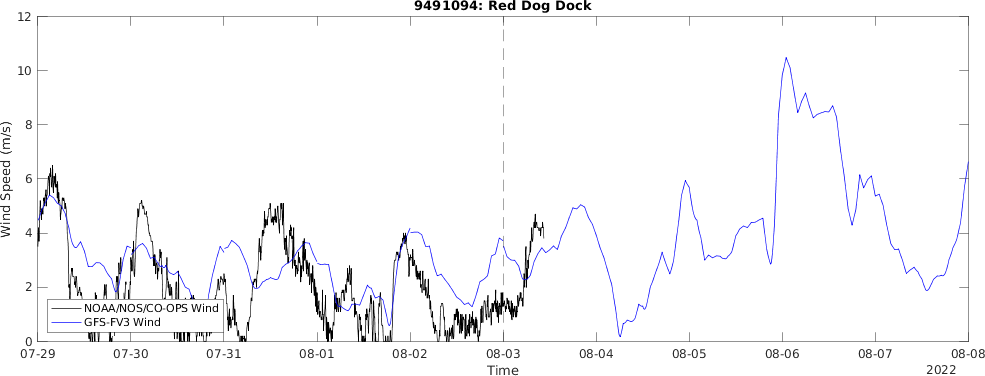 9491094: Red Dog Dock
12
10
8
6
4
2
0
Wind Speed (m/s)
NOAA/NOS/CO-OPS Wind
GFS-FV3 Wind
07-29 07-30 07-31 08-01 08-02 08-03 08-04 08-05 08-06 08-07 08-08
Time
2022